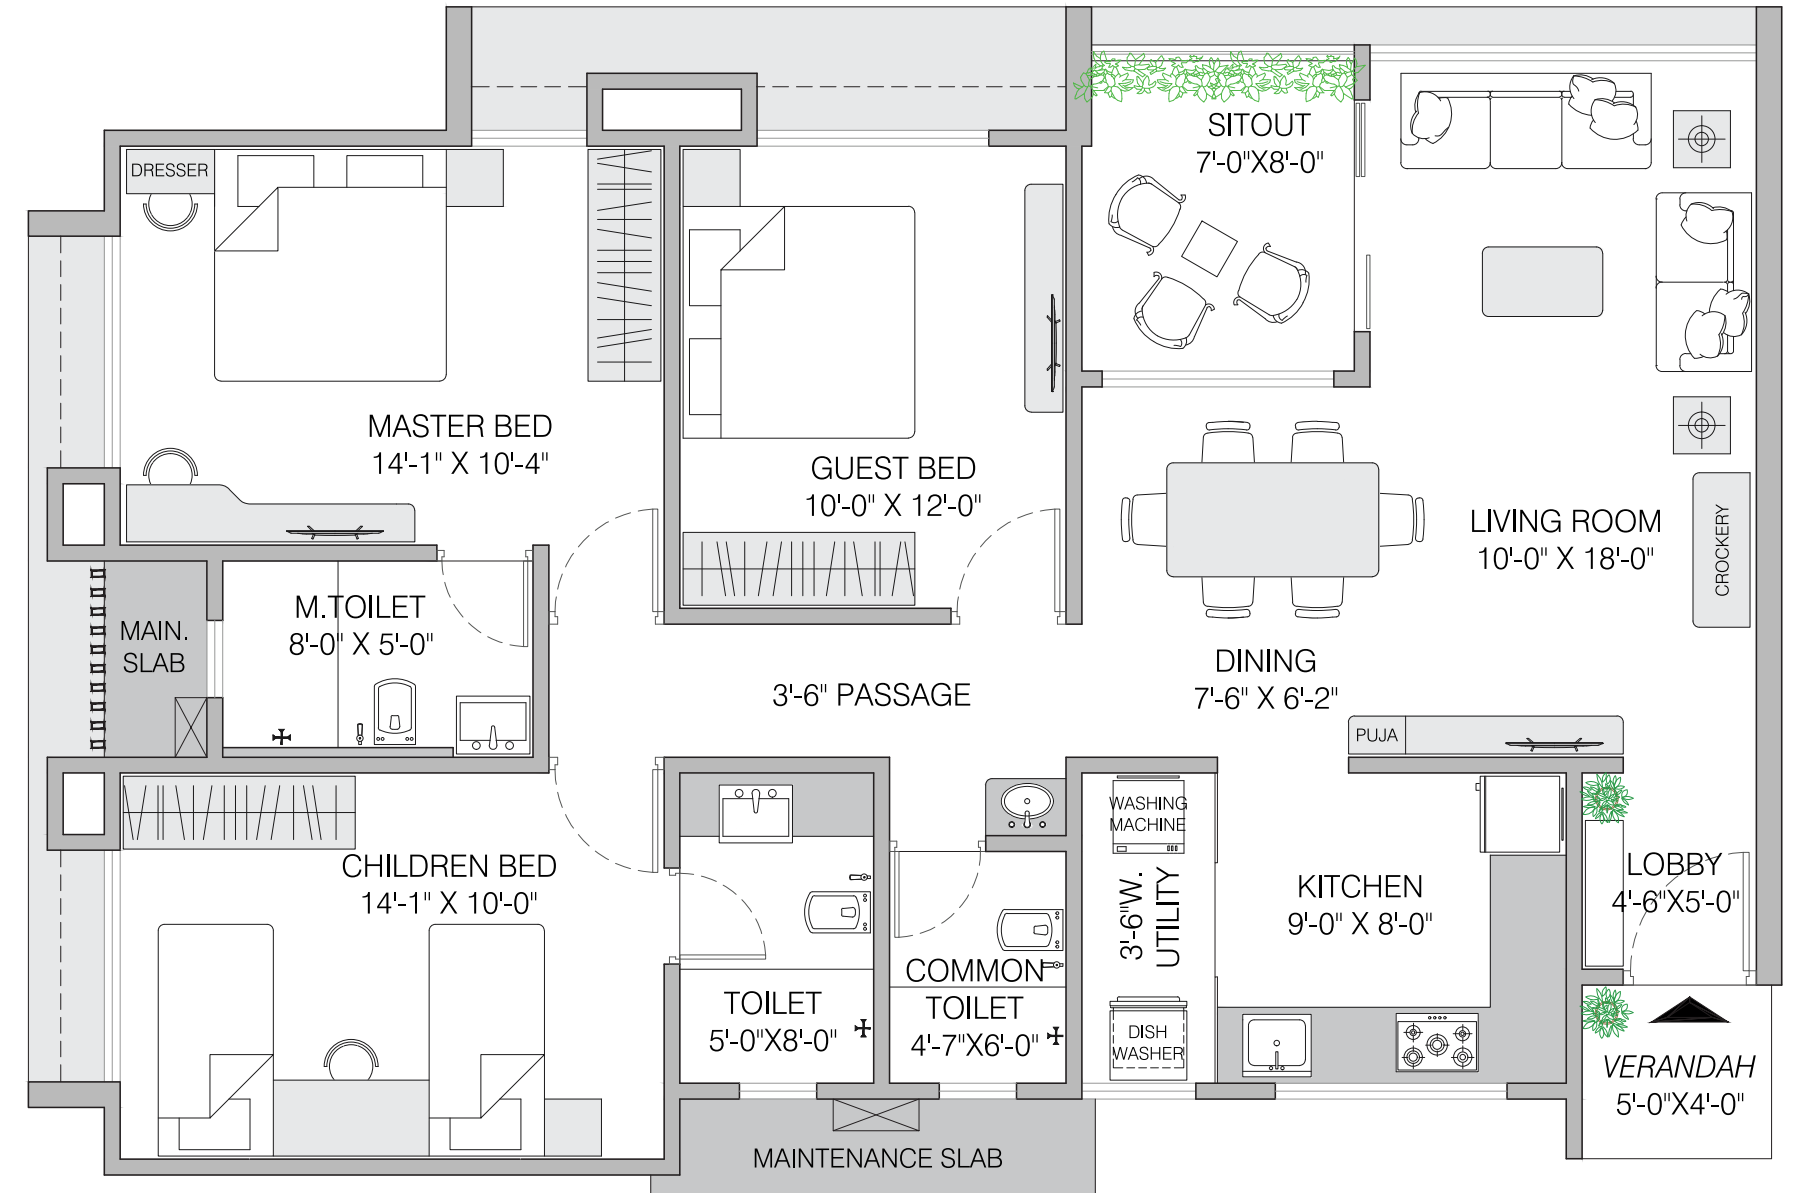 SITOUT
7'-0"X8'-0"
DRESSER
MASTER BED
14'-1" X 10'-4"
GUEST BED
10'-0" X 12'-0"
LIVING ROOM
10'-0" X 18'-0"
CROCKERY
M.TOILET
8'-0" X 5'-0"
MAIN.
SLAB
3'-6" PASSAGE
DINING
7'-6" X 6'-2"
PUJA
CHILDREN BED
14'-1" X 10'-0"
WASHING
MACHINE
3'-6"W.
UTILITY
KITCHEN
9'-0" X 8'-0"
LOBBY
4'-6"X5'-0"
TOILET
5'-0"X8'-0"
COMMON
TOILET
4'-7"X6'-0"
DISH
WASHER
VERANDAH
5'-0"X4'-0"
MAINTENANCE SLAB